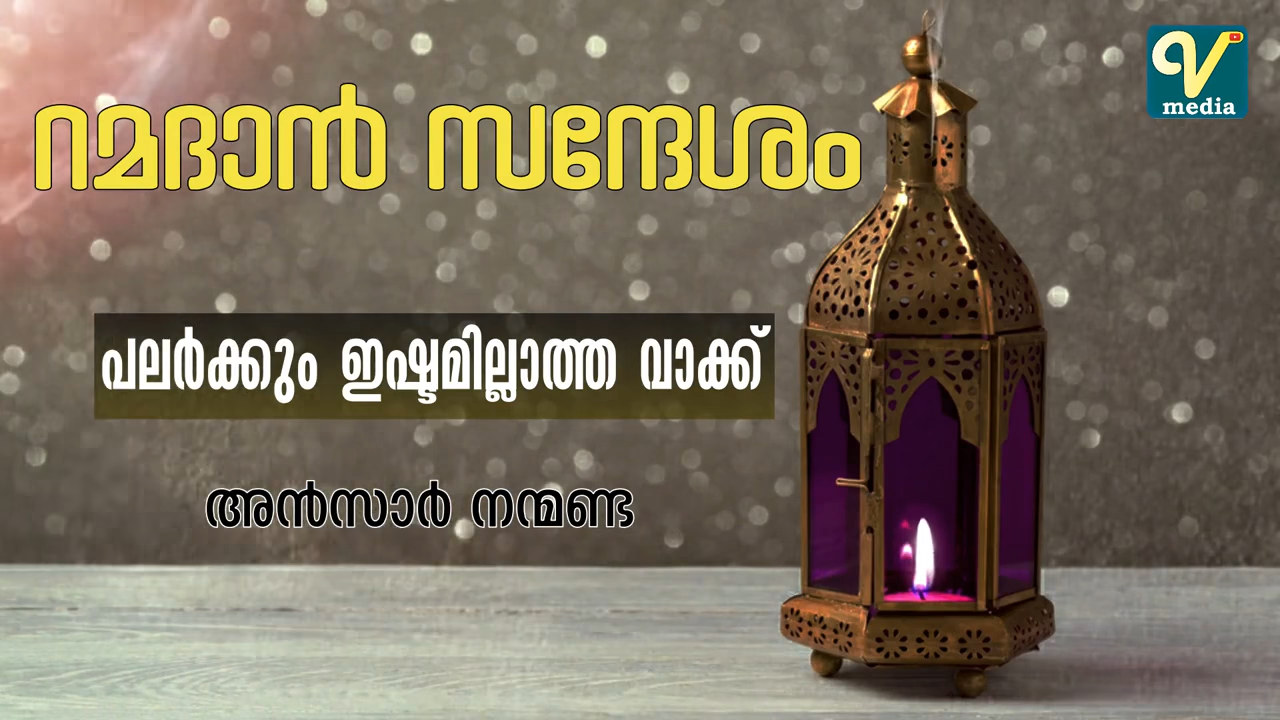 റമദാൻ സന്ദേശം
പലർക്കും ഇഷ്ടമില്ലാത്ത വാക്ക്
അൻസാർ നന്മണ്ട
V
media